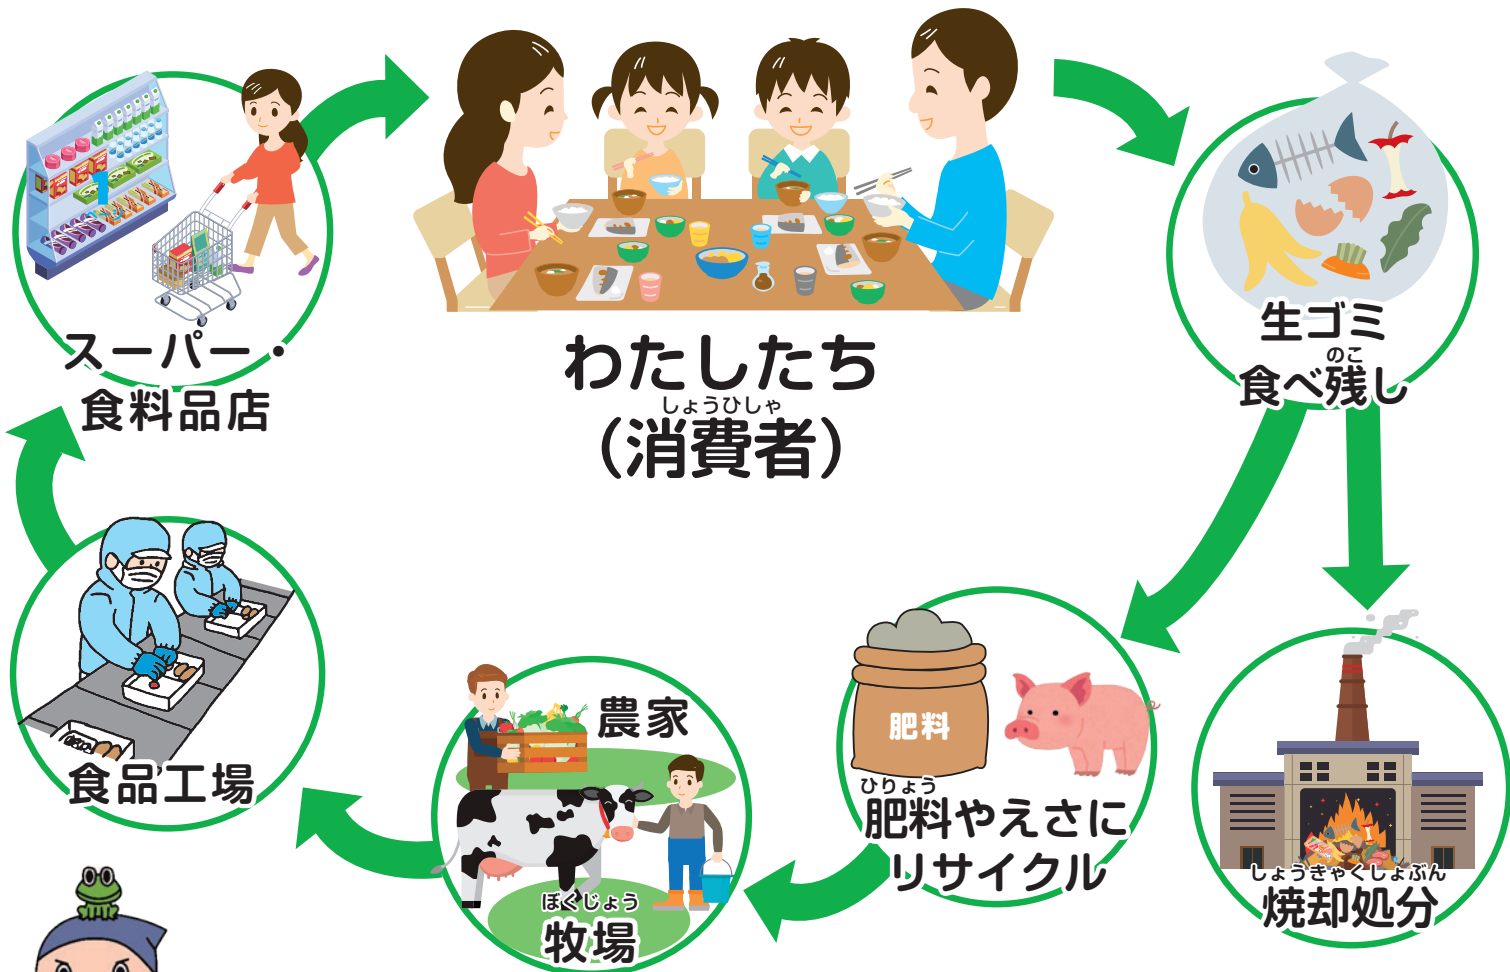 スーパー・
食料品店
わたしたち
しょうひしゃ
（消費者）
生ゴミ
のこ
食べ残し
肥料
ひりょう
肥料やえさに
リサイクル
しょうきゃくしょぶん
焼却処分
農家
ぼくじょう
牧場
食品工場